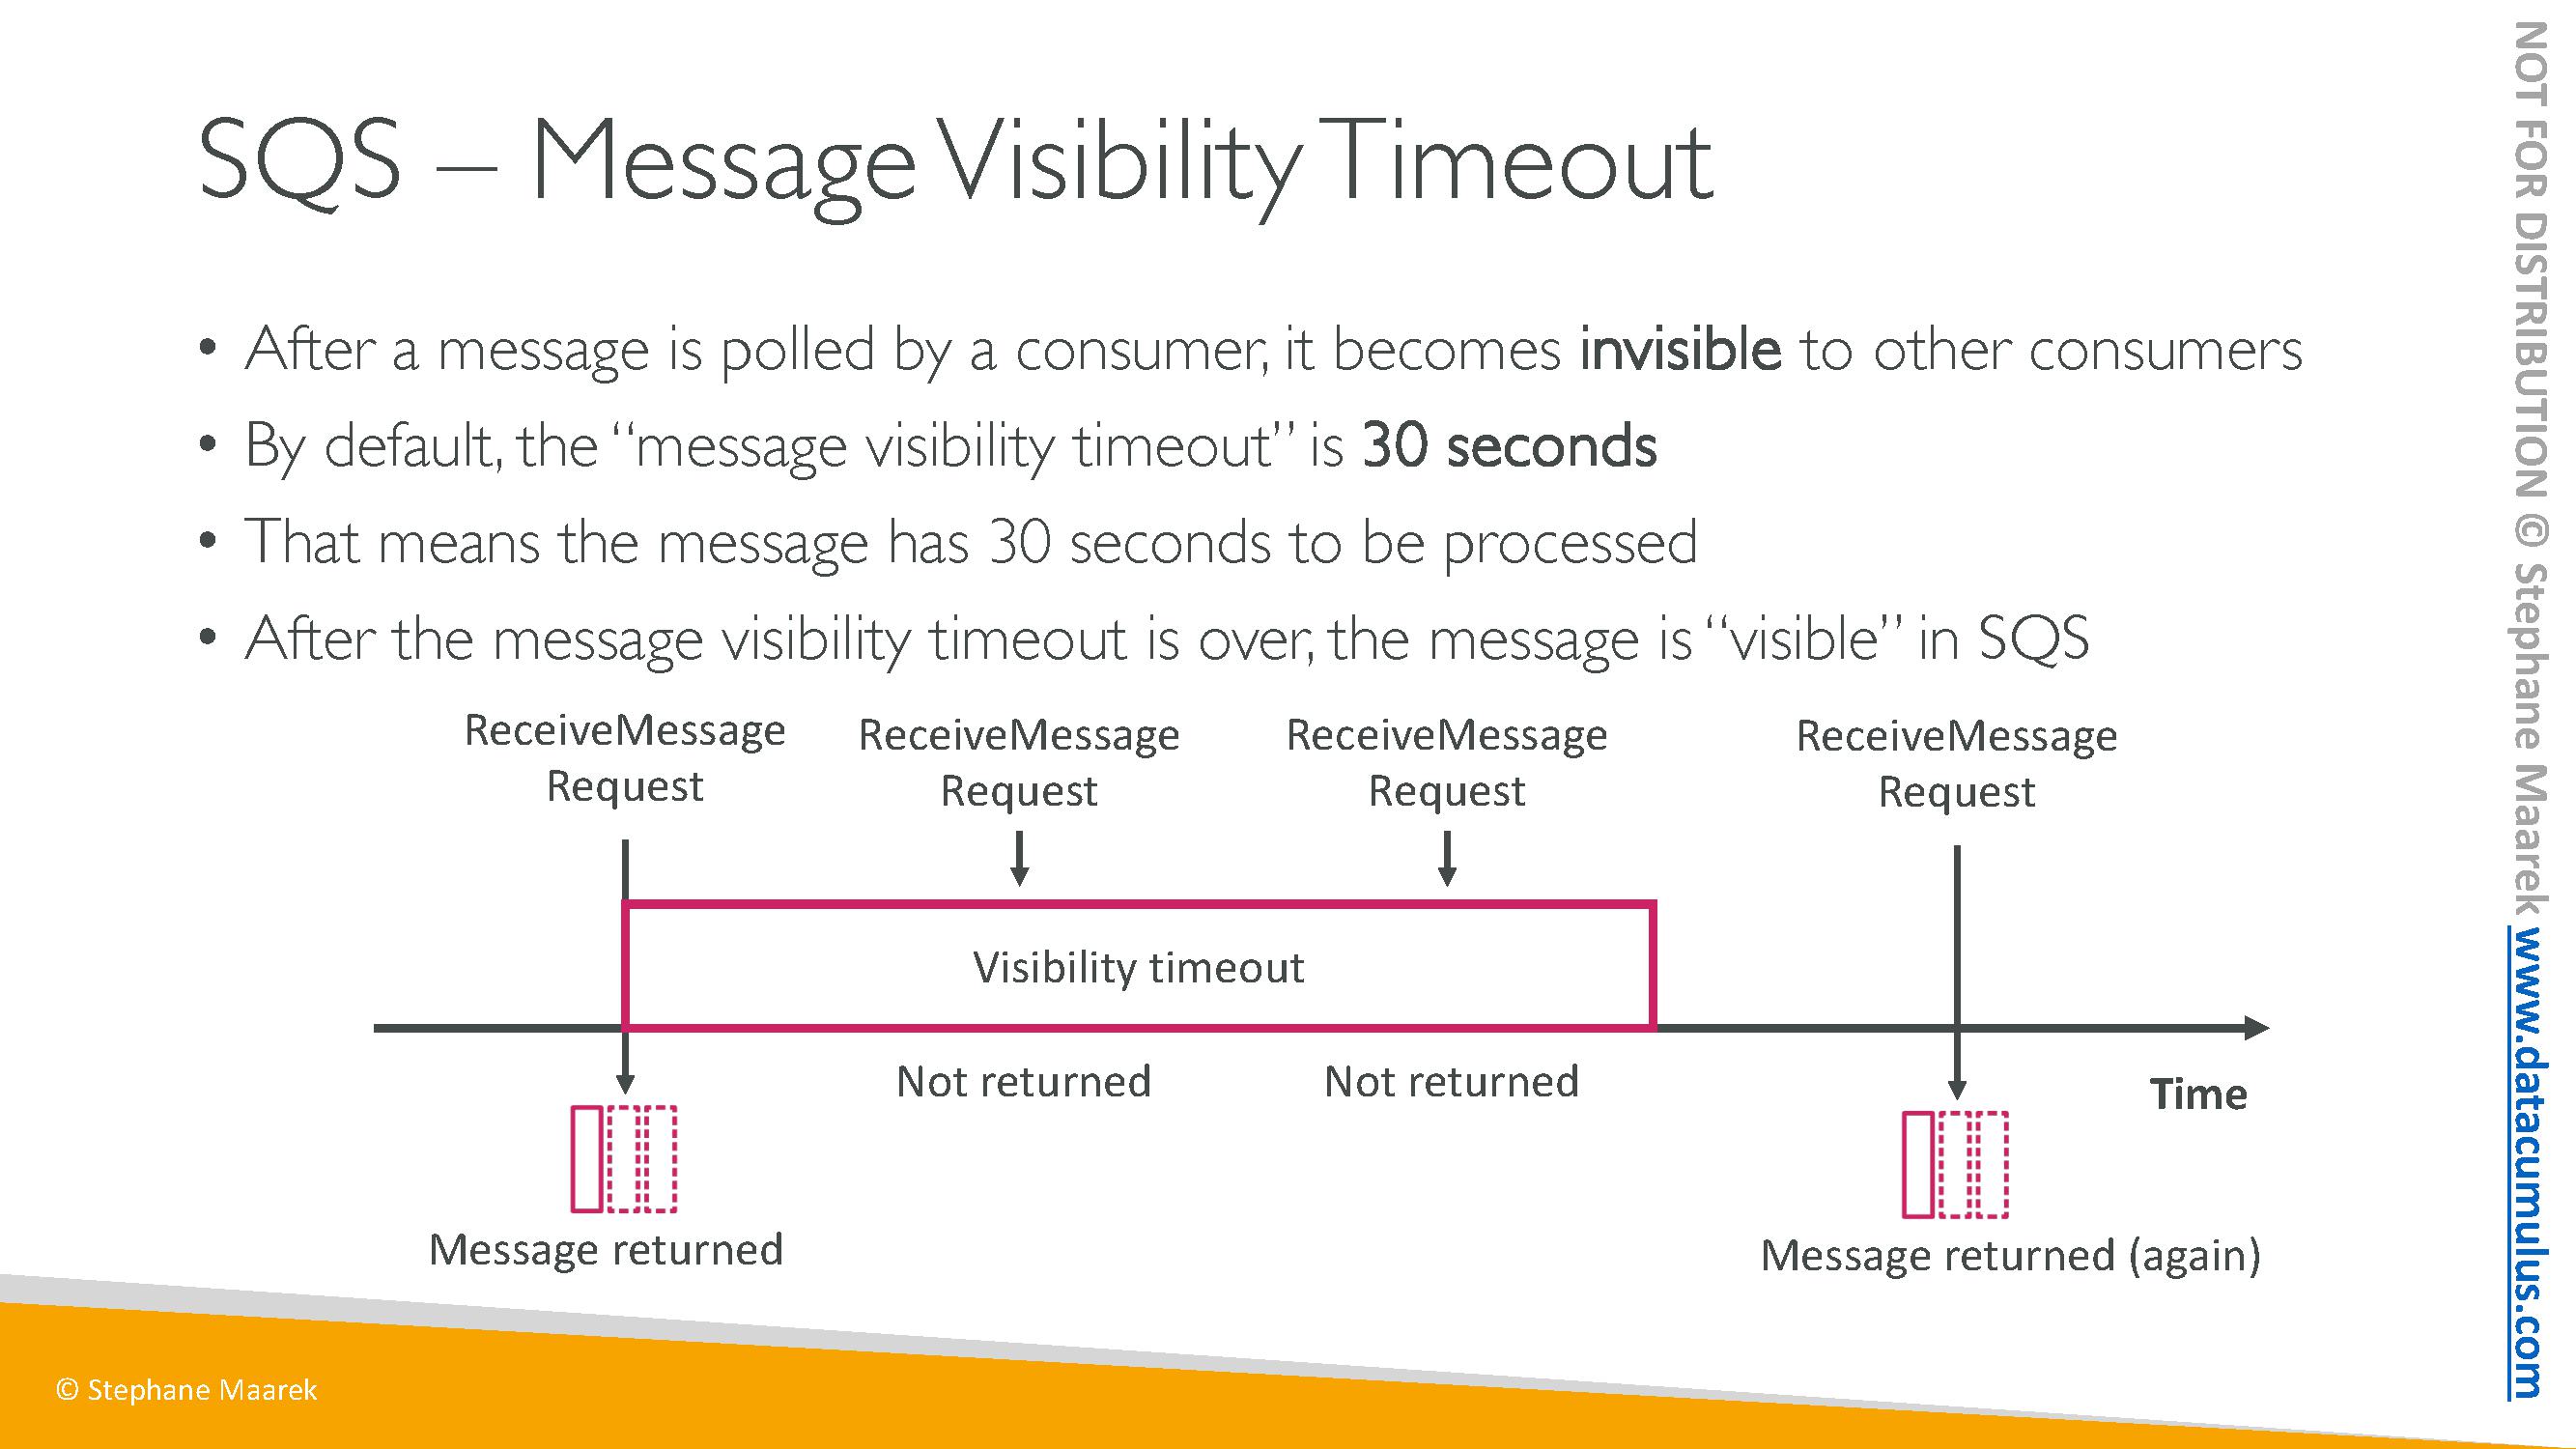 SQS – Message Visibility Timeout
• After a message is polled by a consumer, it becomes invisible to other consumers
• By default, the “message visibility timeout” is 30 seconds
• That means the message has 30 seconds to be processed
• After the message visibility timeout is over, the message is “visible” in SQS
ReceiveMessage
Request
ReceiveMessage
Request
ReceiveMessage
Request
ReceiveMessage
Request
Visibility timeout
Not returned
Not returned
Time
Message returned
Message returned (again)
© Stephane Maarek
NOT FOR DISTRIBUTION © Stephane Maarek www.datacumulus.com